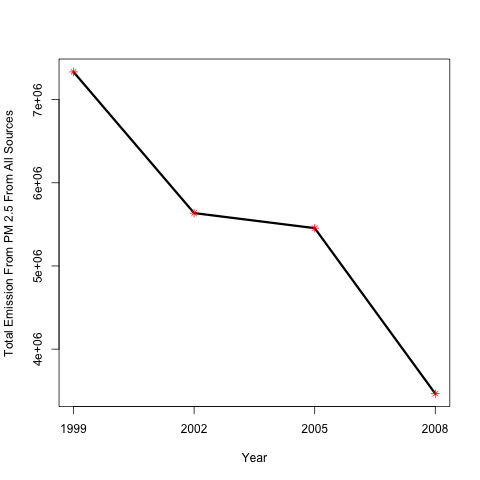 Total Emission From PM 2.5 From All Sources
7e+06
6e+06
5e+06
4e+06
1999 2002 2005 2008
Year